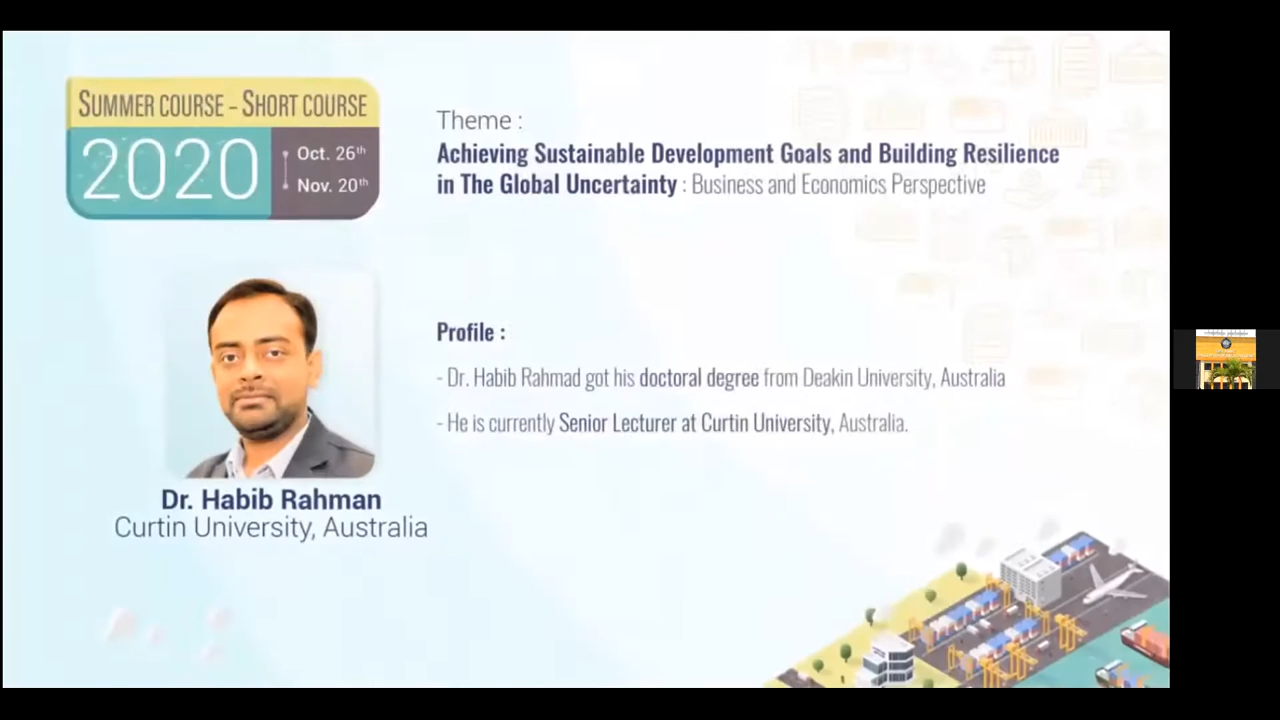 SUMMER COURSE – SHORT COURSE
2020
Oct. 26th
Nov. 20th
Theme :
Achieving Sustainable Development Goals and Building Resilience
in The Global Uncertainty : Business and Economics Perspective
Profile :
- Dr. Habib Rahmad got his doctoral degree from Deakin University, Australia
- He is currently Senior Lecturer at Curtin University, Australia.
Dr. Habib Rahman
Curtin University, Australia